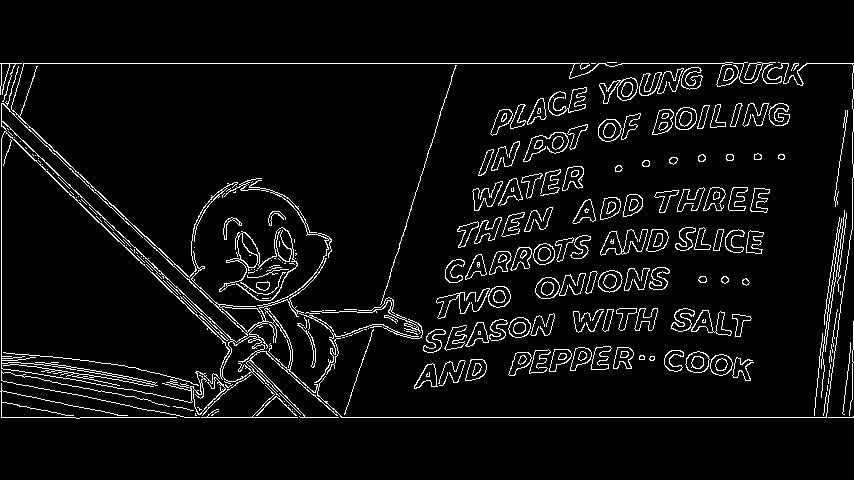 PLACE YOUNG DUCK
IN POT OF BOILING
WATER . . . . . . .
THEN ADD THREE
CARROTS AND SLICE
TWO ONIONS . . .
SEASON WITH SALT
AND PEPPER.. COOK